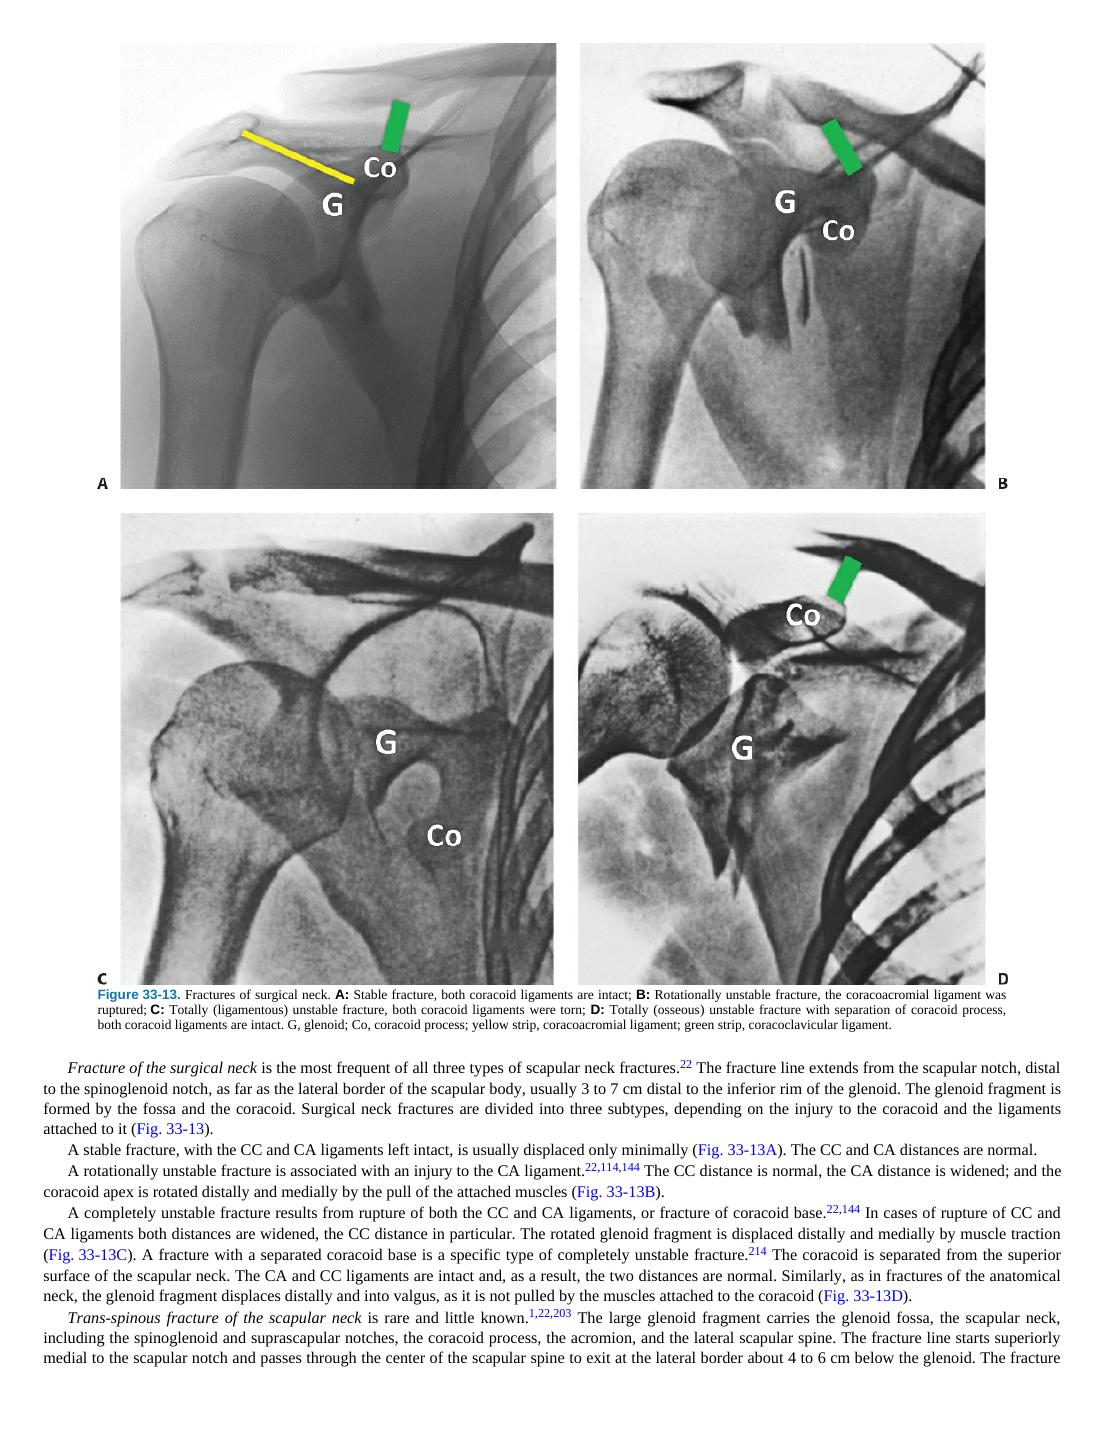 Co
G
G
Co
A
B
Co
G
G
Co
C
D
Figure 33-13. Fractures of surgical neck. A: Stable fracture, both coracoid ligaments are intact; B: Rotationally unstable fracture, the coracoacromial ligament was
ruptured; C: Totally (ligamentous) unstable fracture, both coracoid ligaments were torn; D: Totally (osseous) unstable fracture with separation of coracoid process,
both coracoid ligaments are intact. G, glenoid; Co, coracoid process; yellow strip, coracoacromial ligament; green strip, coracoclavicular ligament.
Fracture of the surgical neck is the most frequent of all three types of scapular neck fractures.22 The fracture line extends from the scapular notch, distal
to the spinoglenoid notch, as far as the lateral border of the scapular body, usually 3 to 7 cm distal to the inferior rim of the glenoid. The glenoid fragment is
formed by the fossa and the coracoid. Surgical neck fractures are divided into three subtypes, depending on the injury to the coracoid and the ligaments
attached to it (Fig. 33-13).
A stable fracture, with the CC and CA ligaments left intact, is usually displaced only minimally (Fig. 33-13A). The CC and CA distances are normal.
A rotationally unstable fracture is associated with an injury to the CA ligament.22,114,144 The CC distance is normal, the CA distance is widened; and the
coracoid apex is rotated distally and medially by the pull of the attached muscles (Fig. 33-13B).
A completely unstable fracture results from rupture of both the CC and CA ligaments, or fracture of coracoid base.22,144 In cases of rupture of CC and
CA ligaments both distances are widened, the CC distance in particular. The rotated glenoid fragment is displaced distally and medially by muscle traction
(Fig. 33-13C). A fracture with a separated coracoid base is a specific type of completely unstable fracture.214 The coracoid is separated from the superior
surface of the scapular neck. The CA and CC ligaments are intact and, as a result, the two distances are normal. Similarly, as in fractures of the anatomical
neck, the glenoid fragment displaces distally and into valgus, as it is not pulled by the muscles attached to the coracoid (Fig. 33-13D).
Trans-spinous fracture of the scapular neck is rare and little known.1,22,203 The large glenoid fragment carries the glenoid fossa, the scapular neck,
including the spinoglenoid and suprascapular notches, the coracoid process, the acromion, and the lateral scapular spine. The fracture line starts superiorly
medial to the scapular notch and passes through the center of the scapular spine to exit at the lateral border about 4 to 6 cm below the glenoid. The fracture